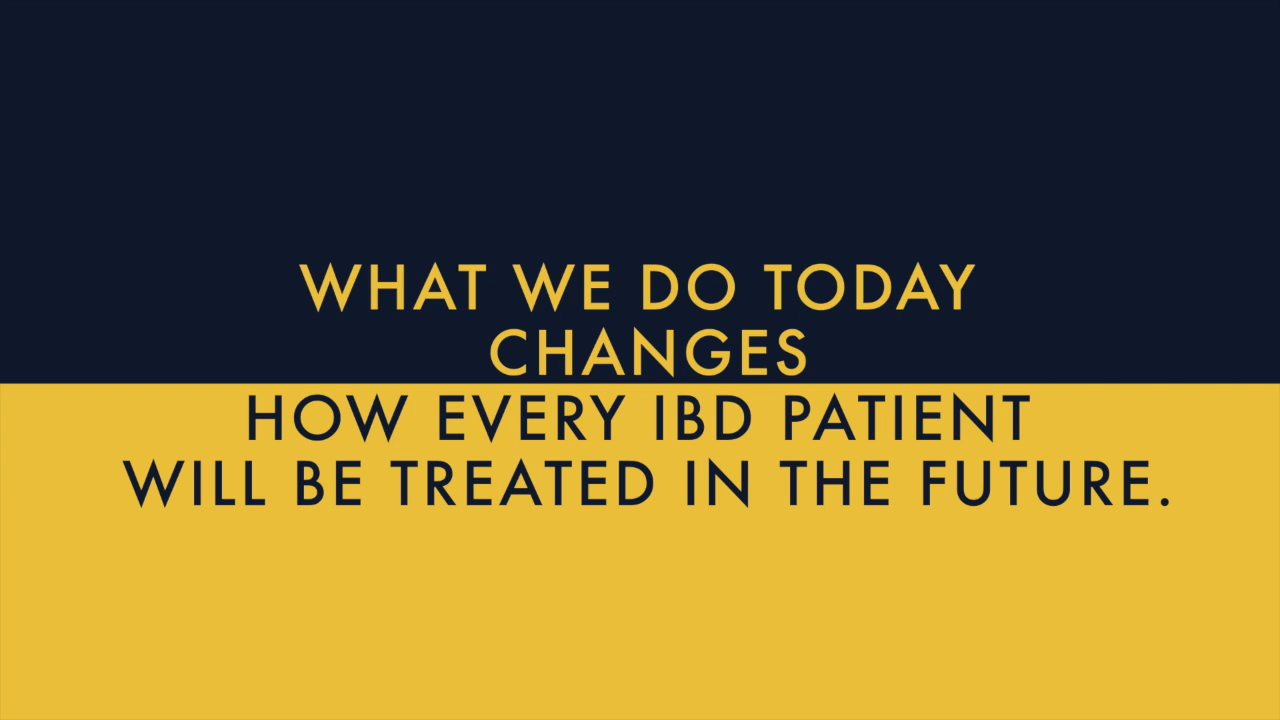 WHAT WE DO TODAY
CHANGES
HOW EVERY IBD PATIENT
WILL BE TREATED IN THE FUTURE.